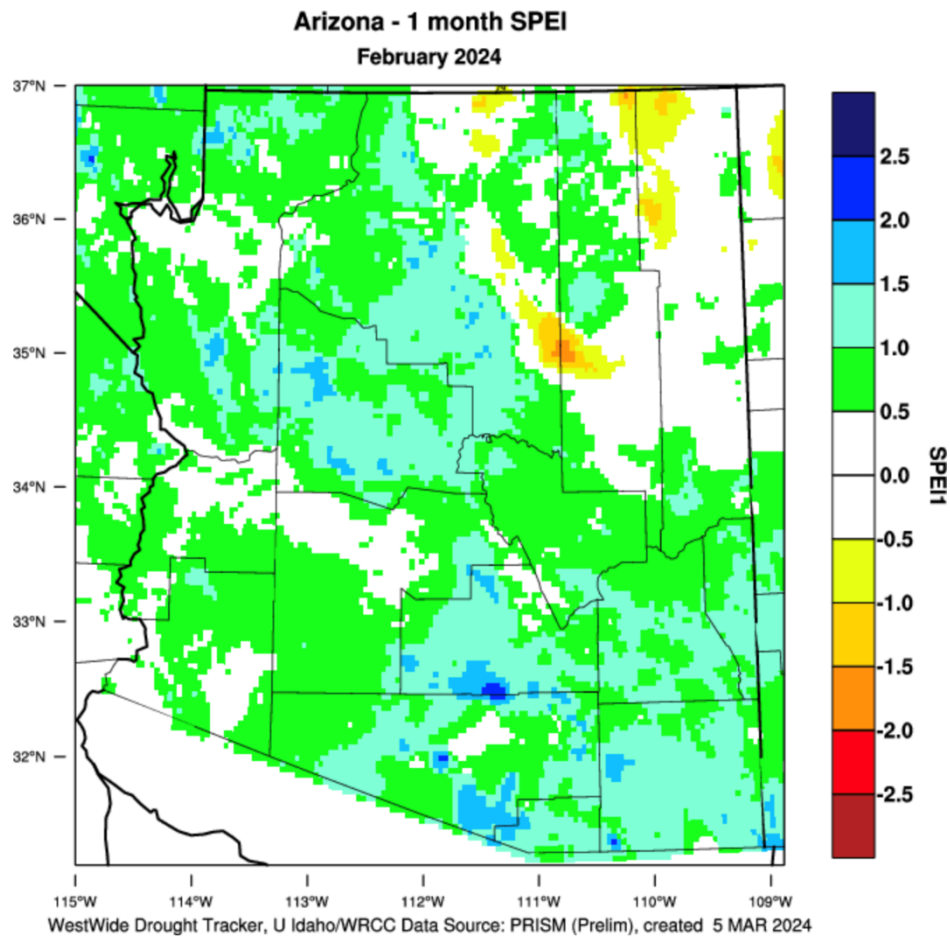 Arizona - 1 month SPEI
February 2024
37°N
36°N
35°N
34°N
33°N
32°N
115°W 114°W 113°W 112°W 111°W 110°W 109°W
2.5
2.0
1.5
1.0
0.5
0.0
-0.5
-1.0
-1.5
-2.0
-2.5
SPEI1
WestWide Drought Tracker, U Idaho/WRCC Data Source: PRISM (Prelim), created 5 MAR 2024